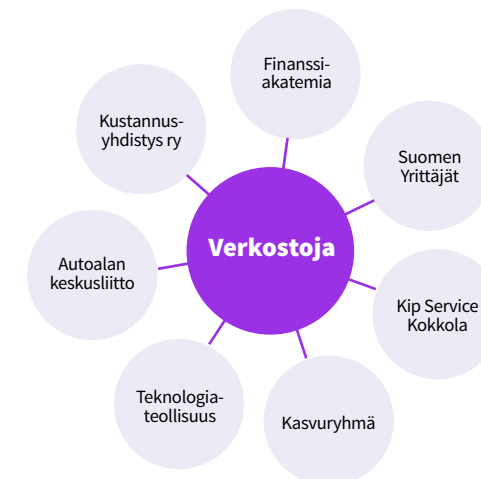 Finanssi-
akatemia
Kustannus-
yhdistys ry
Suomen
Yrittäjät
Verkostoja
Autoalan
keskusliitto
Kip Service
Kokkola
Teknologia-
teollisuus
Kasvuryhmä